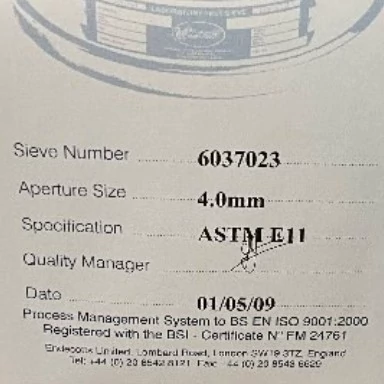 Sieve Number 6037023
Aperture Size 4.0mm
Specification ASTM E11
Quality Manager
Date 01/05/09
Process Management System to BS EN ISO 9001:2000
Registered with the BSI - Certificate N° FM 24761
Endecotts Limited, Lombard Road, London SW19 3TZ, England
Tel: +44 (0) 20 8542 8121 Fax: +44 (0) 20 8543 6629